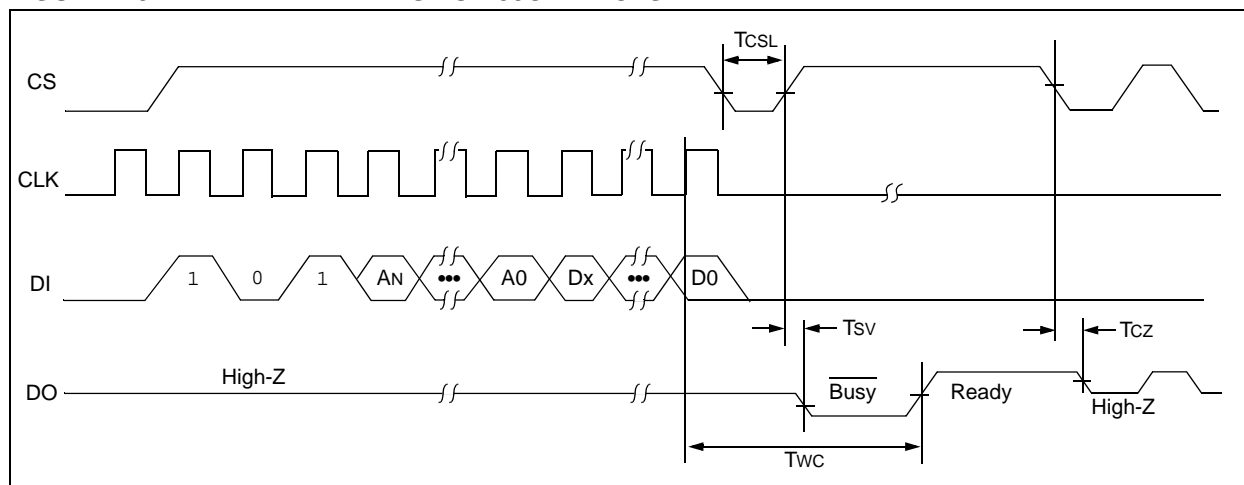 TCSL
CS
CLK
DI
1 0 1 AN ••• A0 Dx ••• D0
TSV
TCZ
High-Z
DO
Busy
Ready
High-Z
TWC